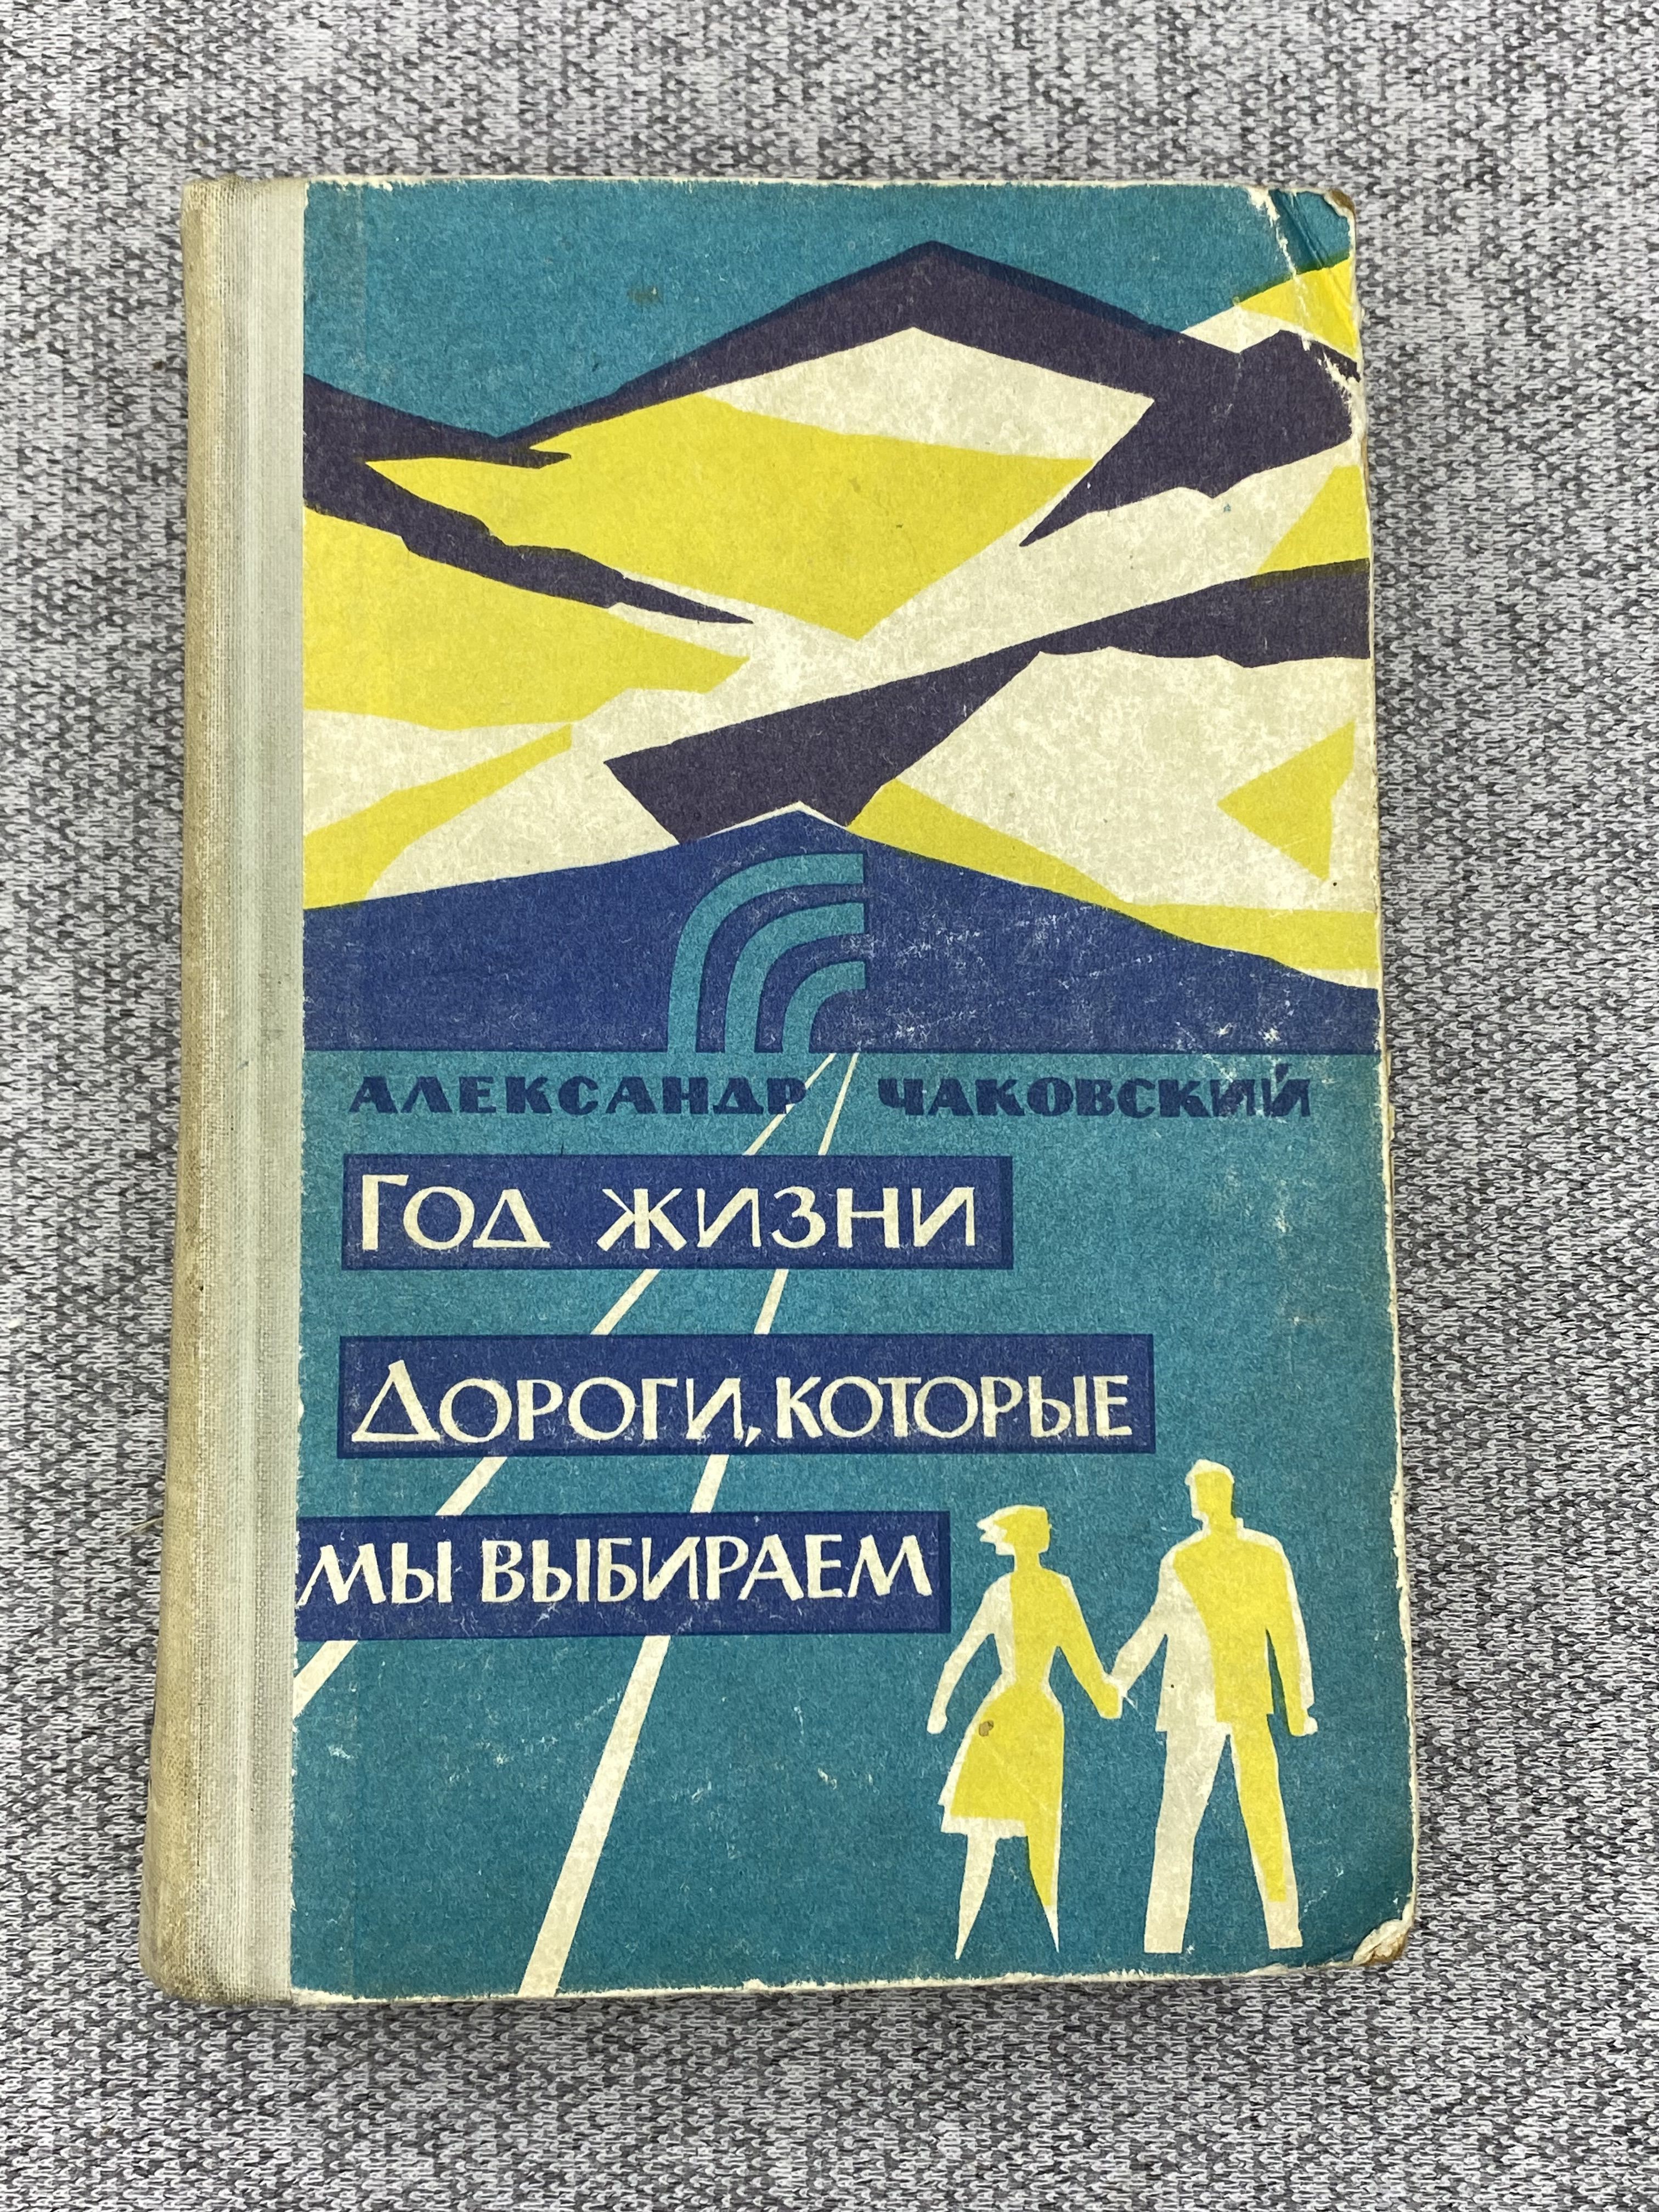 АЛЕКСАНДР ЧАКОВСКИЙ
ГОД ЖИЗНИ
ДОРОГИ, КОТОРЫЕ
МЫ ВЫБИРАЕМ